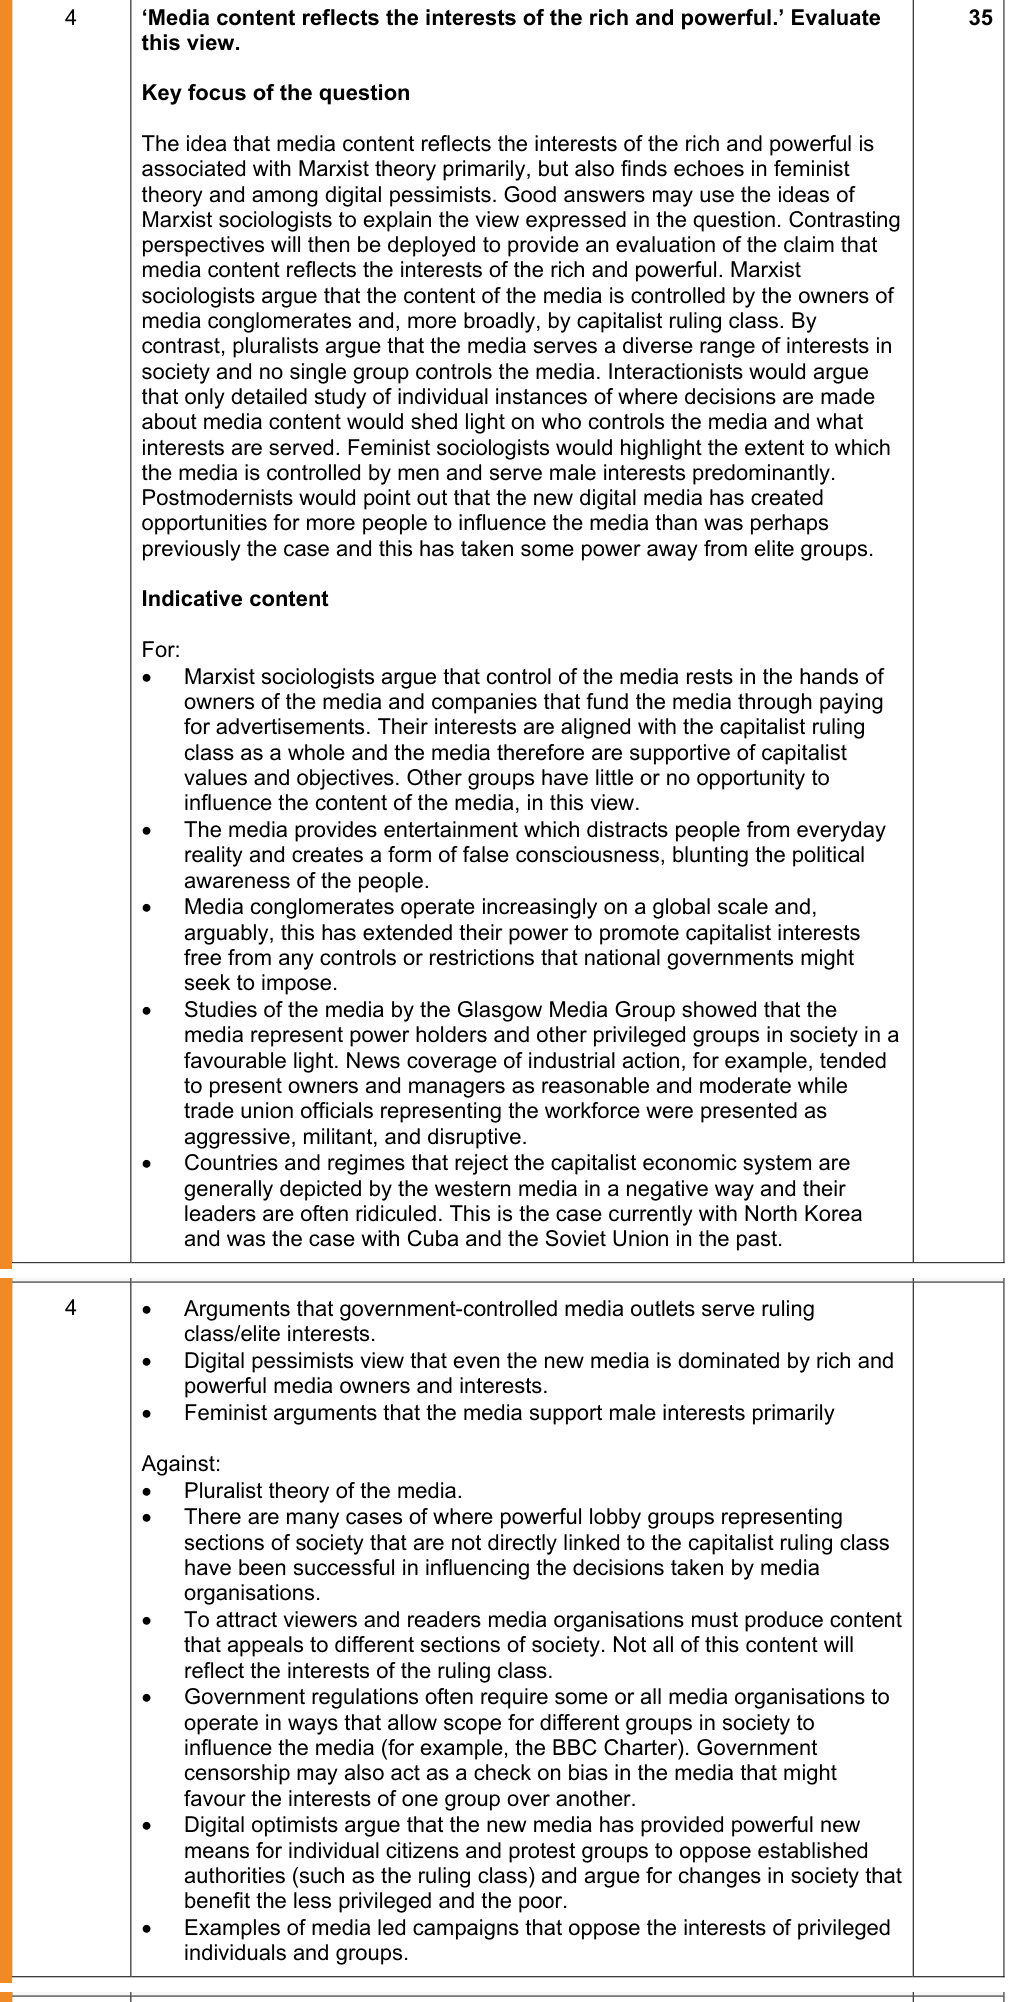 4
‘Media content reflects the interests of the rich and powerful.’ Evaluate
this view.
35
Key focus of the question
The idea that media content reflects the interests of the rich and powerful is
associated with Marxist theory primarily, but also finds echoes in feminist
theory and among digital pessimists. Good answers may use the ideas of
Marxist sociologists to explain the view expressed in the question. Contrasting
perspectives will then be deployed to provide an evaluation of the claim that
media content reflects the interests of the rich and powerful. Marxist
sociologists argue that the content of the media is controlled by the owners of
media conglomerates and, more broadly, by capitalist ruling class. By
contrast, pluralists argue that the media serves a diverse range of interests in
society and no single group controls the media. Interactionists would argue
that only detailed study of individual instances of where decisions are made
about media content would shed light on who controls the media and what
interests are served. Feminist sociologists would highlight the extent to which
the media is controlled by men and serve male interests predominantly.
Postmodernists would point out that the new digital media has created
opportunities for more people to influence the media than was perhaps
previously the case and this has taken some power away from elite groups.
Indicative content
For:
• Marxist sociologists argue that control of the media rests in the hands of
owners of the media and companies that fund the media through paying
for advertisements. Their interests are aligned with the capitalist ruling
class as a whole and the media therefore are supportive of capitalist
values and objectives. Other groups have little or no opportunity to
influence the content of the media, in this view.
• The media provides entertainment which distracts people from everyday
reality and creates a form of false consciousness, blunting the political
awareness of the people.
• Media conglomerates operate increasingly on a global scale and,
arguably, this has extended their power to promote capitalist interests
free from any controls or restrictions that national governments might
seek to impose.
• Studies of the media by the Glasgow Media Group showed that the
media represent power holders and other privileged groups in society in a
favourable light. News coverage of industrial action, for example, tended
to present owners and managers as reasonable and moderate while
trade union officials representing the workforce were presented as
aggressive, militant, and disruptive.
• Countries and regimes that reject the capitalist economic system are
generally depicted by the western media in a negative way and their
leaders are often ridiculed. This is the case currently with North Korea
and was the case with Cuba and the Soviet Union in the past.
4
• Arguments that government-controlled media outlets serve ruling
class/elite interests.
• Digital pessimists view that even the new media is dominated by rich and
powerful media owners and interests.
• Feminist arguments that the media support male interests primarily
Against:
• Pluralist theory of the media.
• There are many cases of where powerful lobby groups representing
sections of society that are not directly linked to the capitalist ruling class
have been successful in influencing the decisions taken by media
organisations.
• To attract viewers and readers media organisations must produce content
that appeals to different sections of society. Not all of this content will
reflect the interests of the ruling class.
• Government regulations often require some or all media organisations to
operate in ways that allow scope for different groups in society to
influence the media (for example, the BBC Charter). Government
censorship may also act as a check on bias in the media that might
favour the interests of one group over another.
• Digital optimists argue that the new media has provided powerful new
means for individual citizens and protest groups to oppose established
authorities (such as the ruling class) and argue for changes in society that
benefit the less privileged and the poor.
• Examples of media led campaigns that oppose the interests of privileged
individuals and groups.